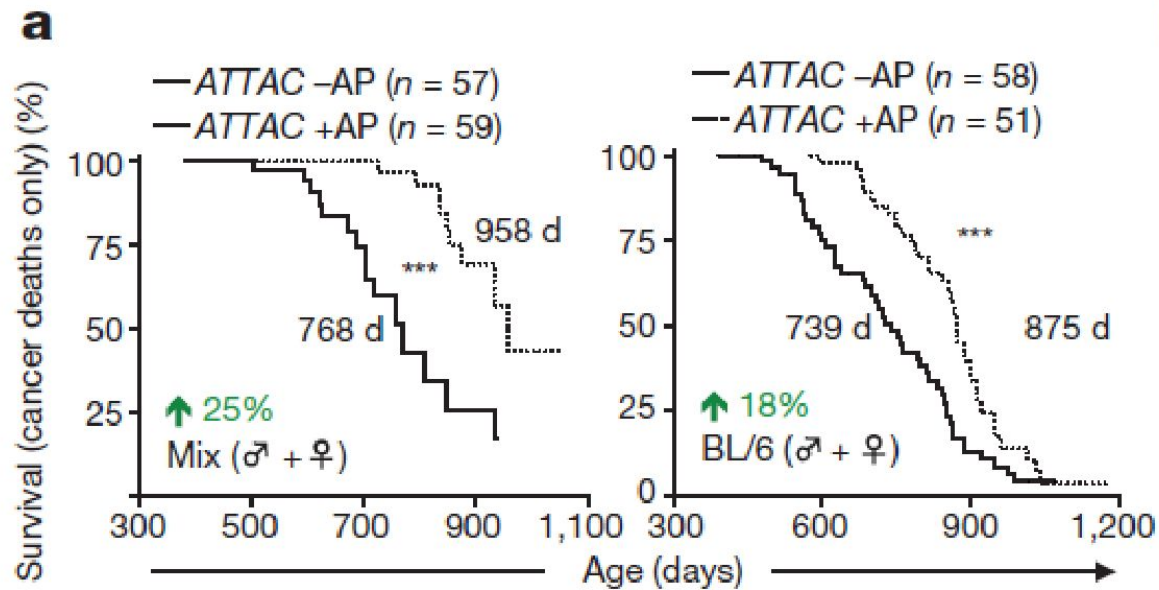 a
Survival (cancer deaths only) (%)
ATTAC –AP (n = 57)
ATTAC +AP (n = 59)
100
75
50
25
958 d
***
768 d
25%
Mix (♂ + ♀)
300 500 700 900 1,100
ATTAC –AP (n = 58)
ATTAC +AP (n = 51)
100
75
50
25
0
***
739 d
875 d
18%
BL/6 (♂ + ♀)
300 600 900 1,200
Age (days)